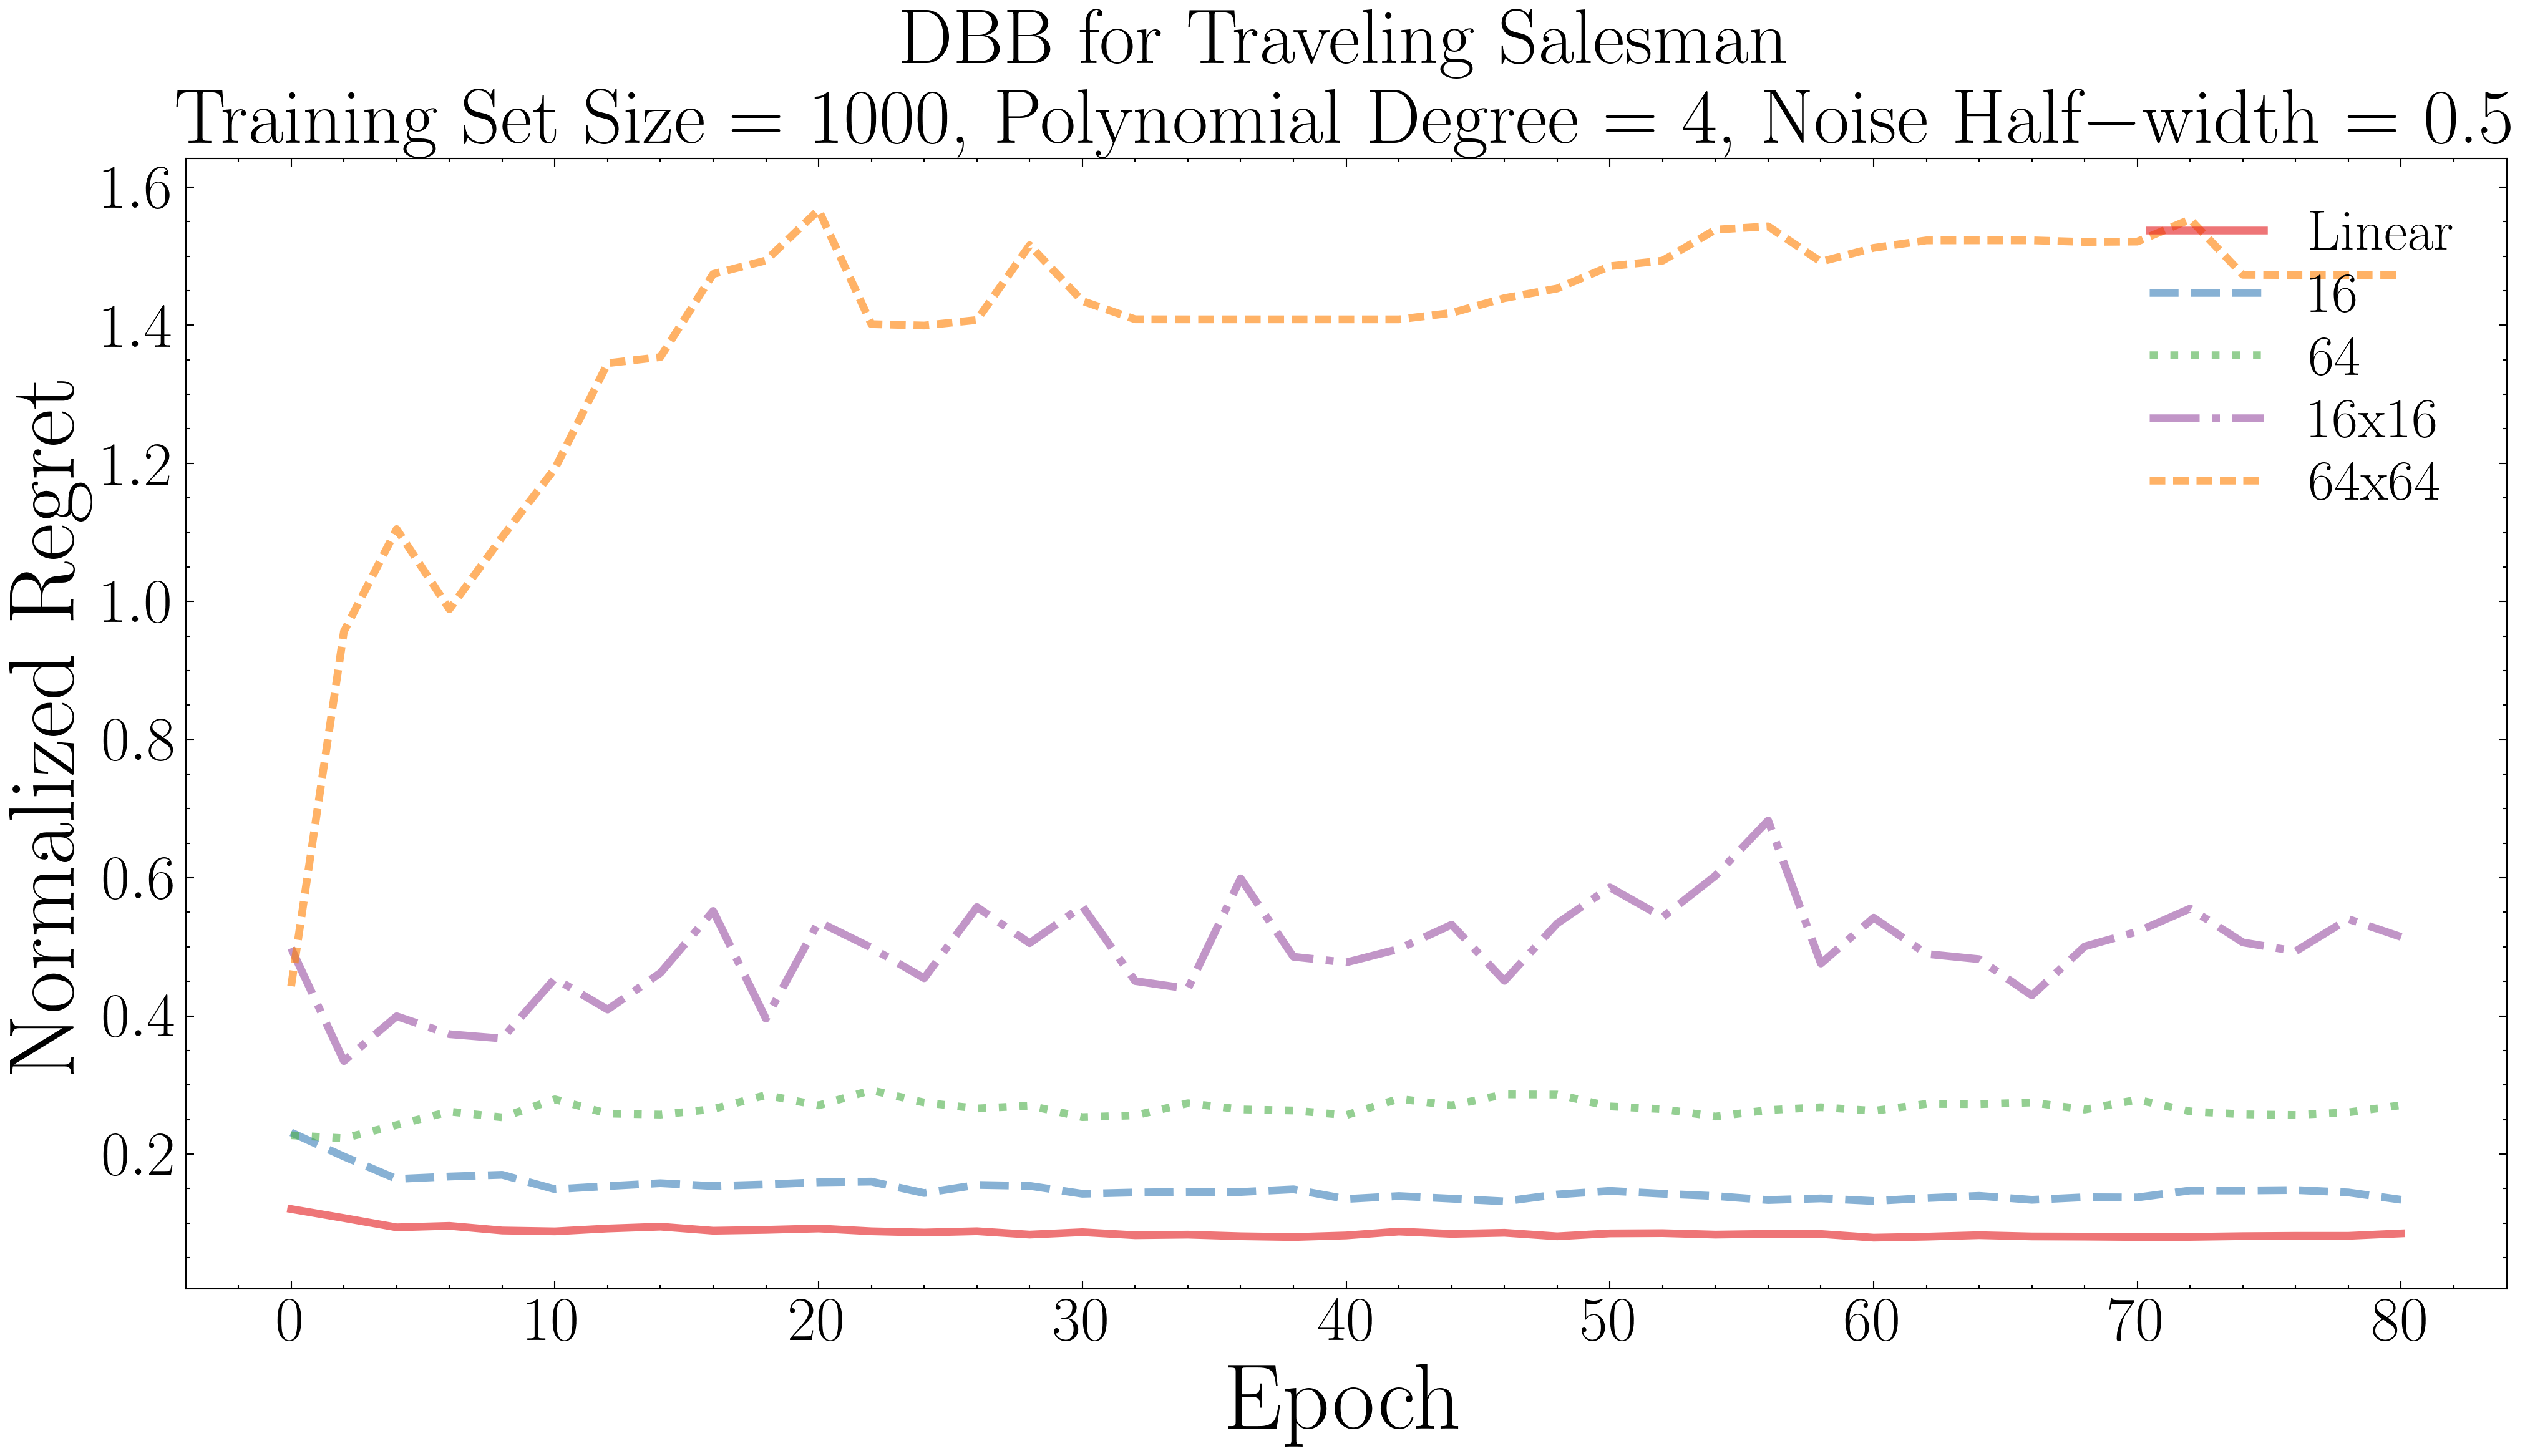 DBB for Traveling Salesman
Training Set Size = 1000, Polynomial Degree = 4, Noise Half−width = 0.5
Normalized Regret
1.6
1.4
1.2
1.0
0.8
0.6
0.4
0.2
Linear
16
64
16x16
64x64
0 10 20 30 40 50 60 70 80
Epoch